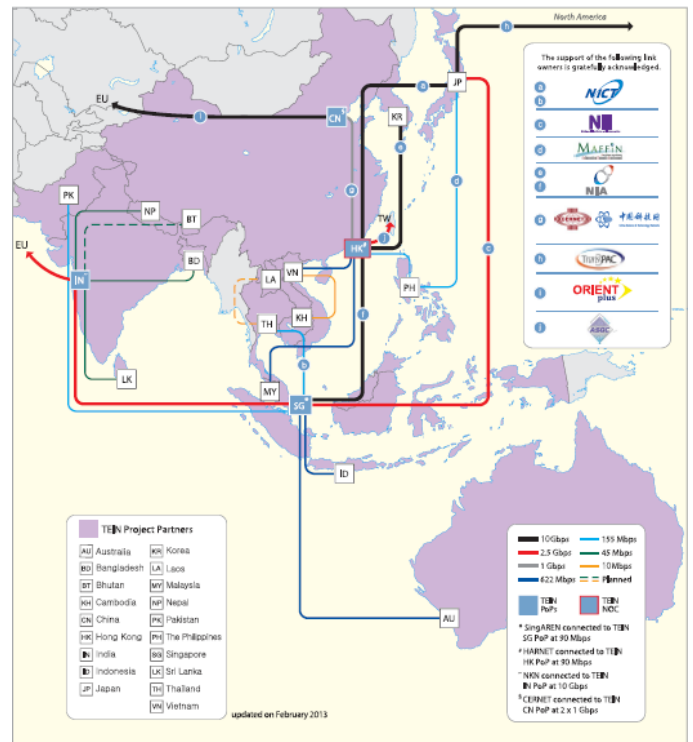 North America
h
The support of the following link
owners is gratefully acknowledged.
a
b
NICT
c
N
d
MAFFIN
e
f
NIA
g
CERNET
中国科技网
h
TransPAC
i
ORIENT
plus
j
ASGC
EU
i
CN§
a
JP
KR
e
g
d
c
PK
NP
BT
BD
EU
IN~
TW
j
HK#
LA
VN
TH
KH
PH
f
b
MY
SG*
LK
ID
AU
TEIN Project Partners
AU Australia
BD Bangladesh
BT Bhutan
KH Cambodia
CN China
HK Hong Kong
IN India
ID Indonesia
JP Japan
KR Korea
LA Laos
MY Malaysia
NP Nepal
PK Pakistan
PH The Philippines
SG Singapore
LK Sri Lanka
TH Thailand
VN Vietnam
updated on February 2013
10Gbps
2.5 Gbps
1 Gbps
622 Mbps
155 Mbps
45 Mbps
10Mbps
Planned
TEIN
PoPs
TEIN
NOC
* SingAREN connected to TEIN
SG PoP at 90 Mbps
# HARNET connected to TEIN
HK PoP at 90 Mbps
~ NKN connected to TEIN
IN PoP at 10 Gbps
§ CERNET connected to TEIN
CN PoP at 2 x 1 Gbps